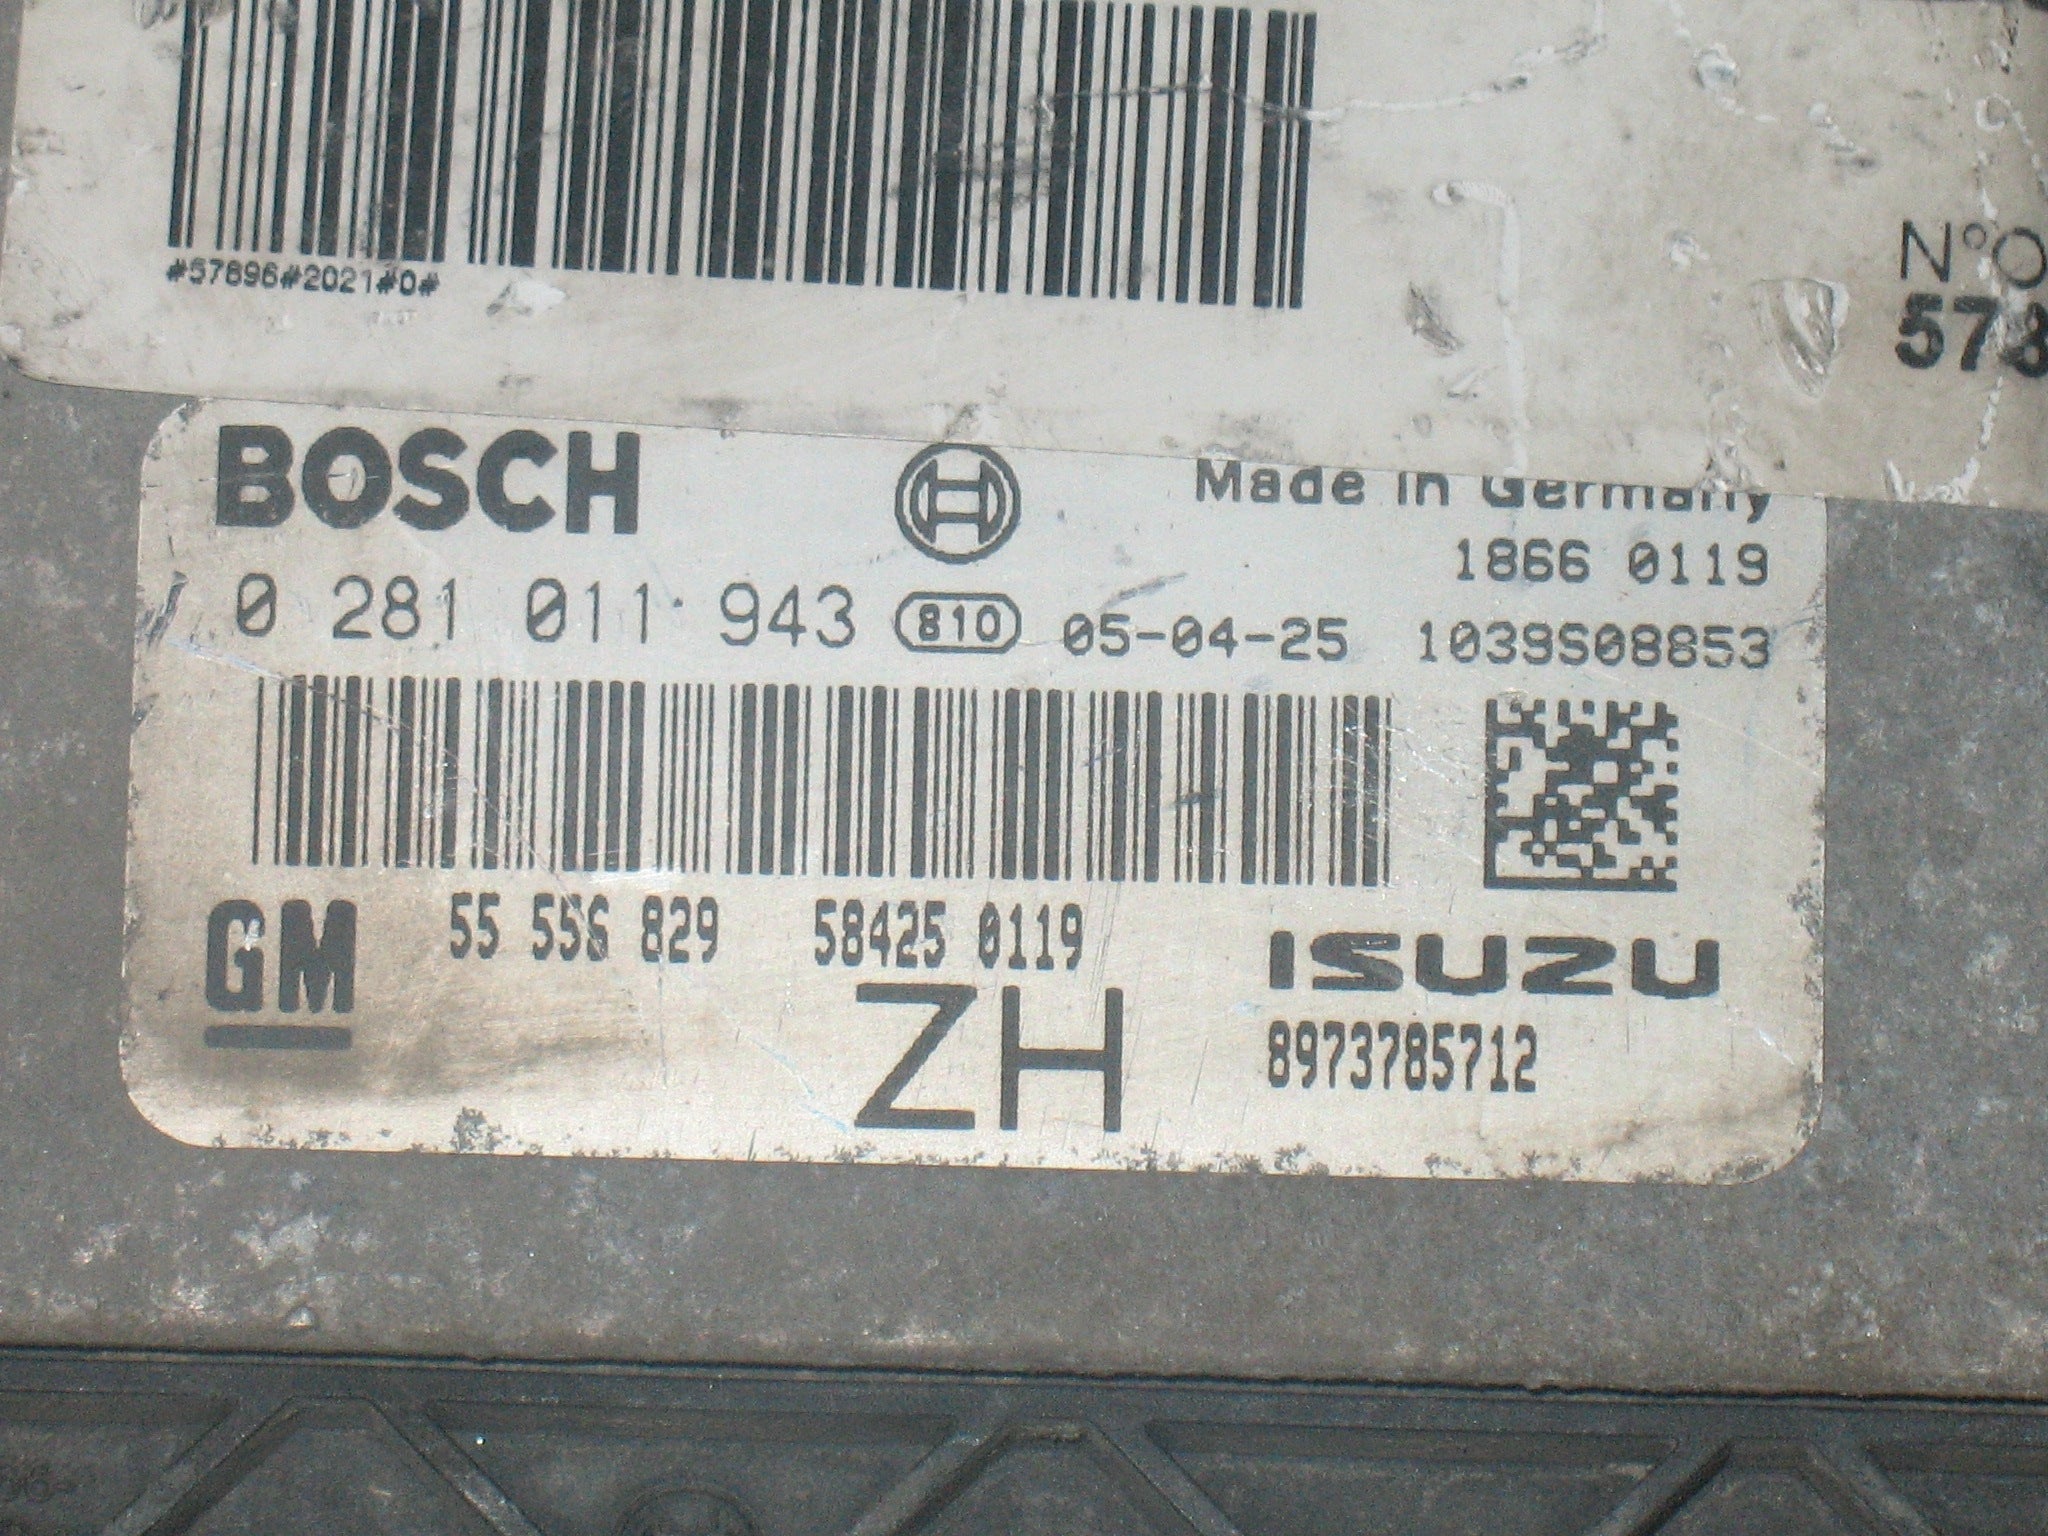 #57896#2021#0#
N°O
578
BOSCH Made in Germany
1866 0119
0 281 011 943 810 05-04-25 1039S08853
GM 55 556 829 58425 0119 ISUZU
ZH 8973785712